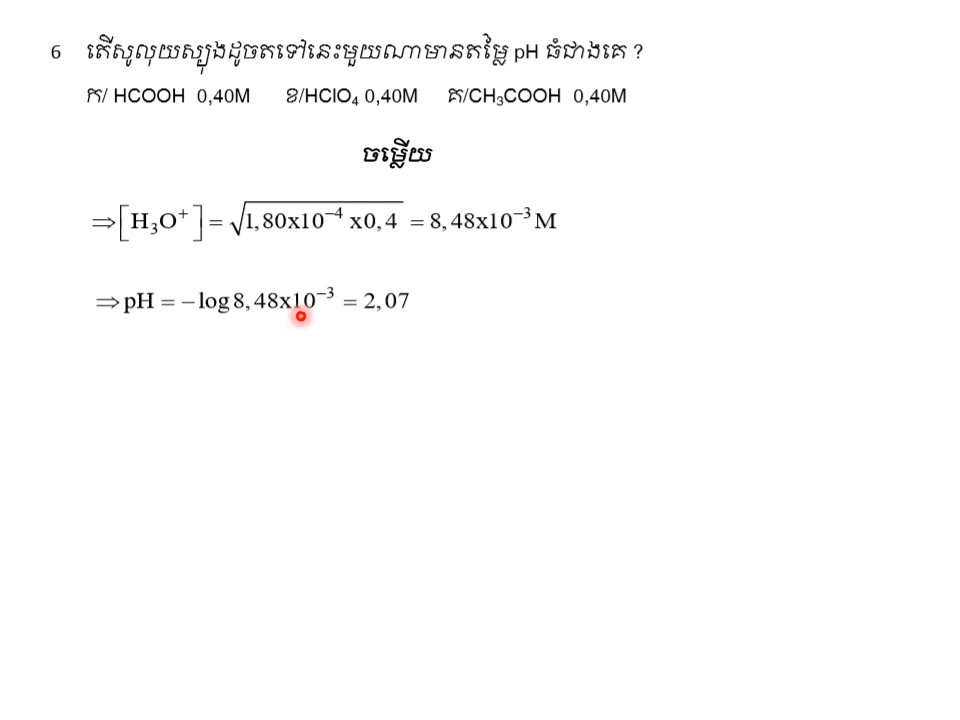 6 តើសូលុយស្យុងដូចតទៅនេះមួយណាមានតម្លៃ pH ធំជាងគេ ?
ក/ HCOOH 0,40M ខ/HClO₄ 0,40M គ/CH₃COOH 0,40M
ចម្លើយ
⇒[H₃O⁺] = √1,80x10⁻⁴ x0,4 = 8,48x10⁻³ M
⇒pH = −log8,48x10⁻³ = 2,07